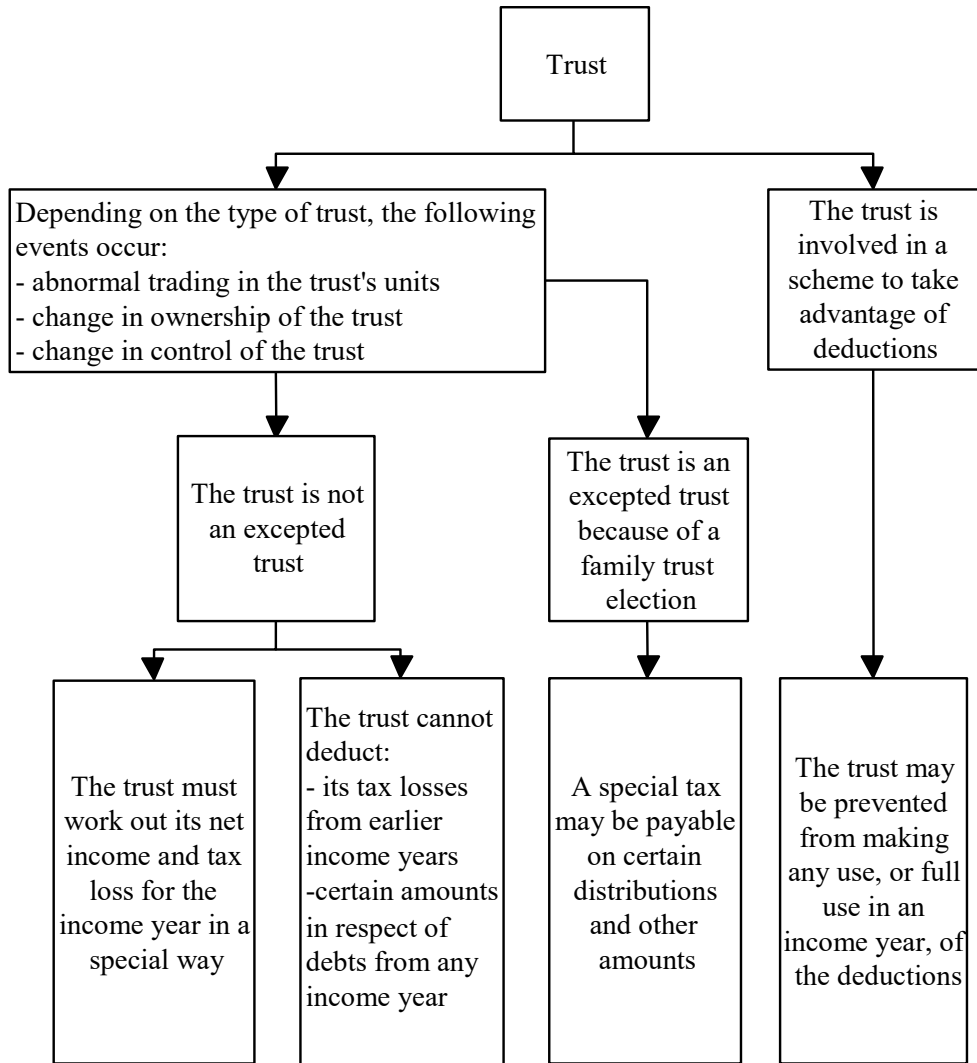 Trust
Depending on the type of trust, the following
events occur:
- abnormal trading in the trust's units
- change in ownership of the trust
- change in control of the trust
The trust is
involved in a
scheme to take
advantage of
deductions
The trust is not
an excepted
trust
The trust is an
excepted trust
because of a
family trust
election
The trust must
work out its net
income and tax
loss for the
income year in a
special way
The trust cannot
deduct:
- its tax losses
from earlier
income years
-certain amounts
in respect of
debts from any
income year
A special tax
may be payable
on certain
distributions
and other
amounts
The trust may
be prevented
from making
any use, or full
use in an
income year, of
the deductions